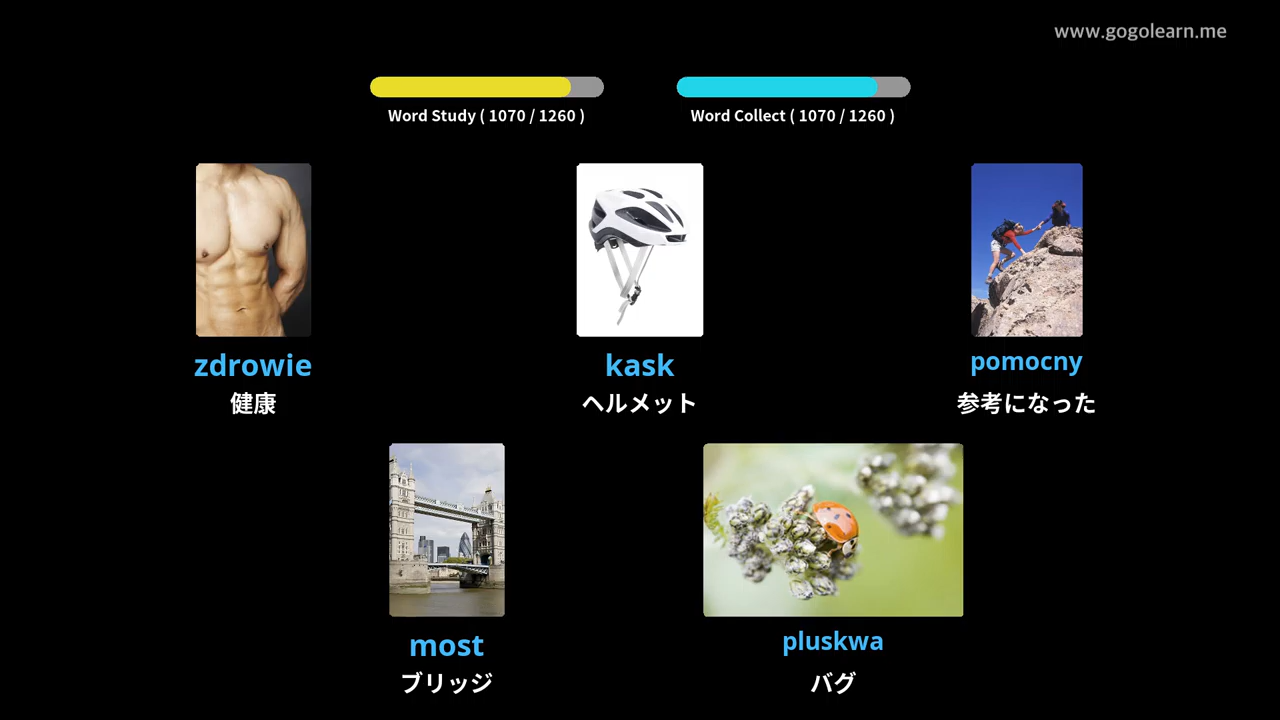 www.gogolearn.me
Word Study ( 1070 / 1260 )
Word Collect ( 1070 / 1260 )
zdrowie
健康
kask
ヘルメット
pomocny
参考になった
most
ブリッジ
pluskwa
バグ